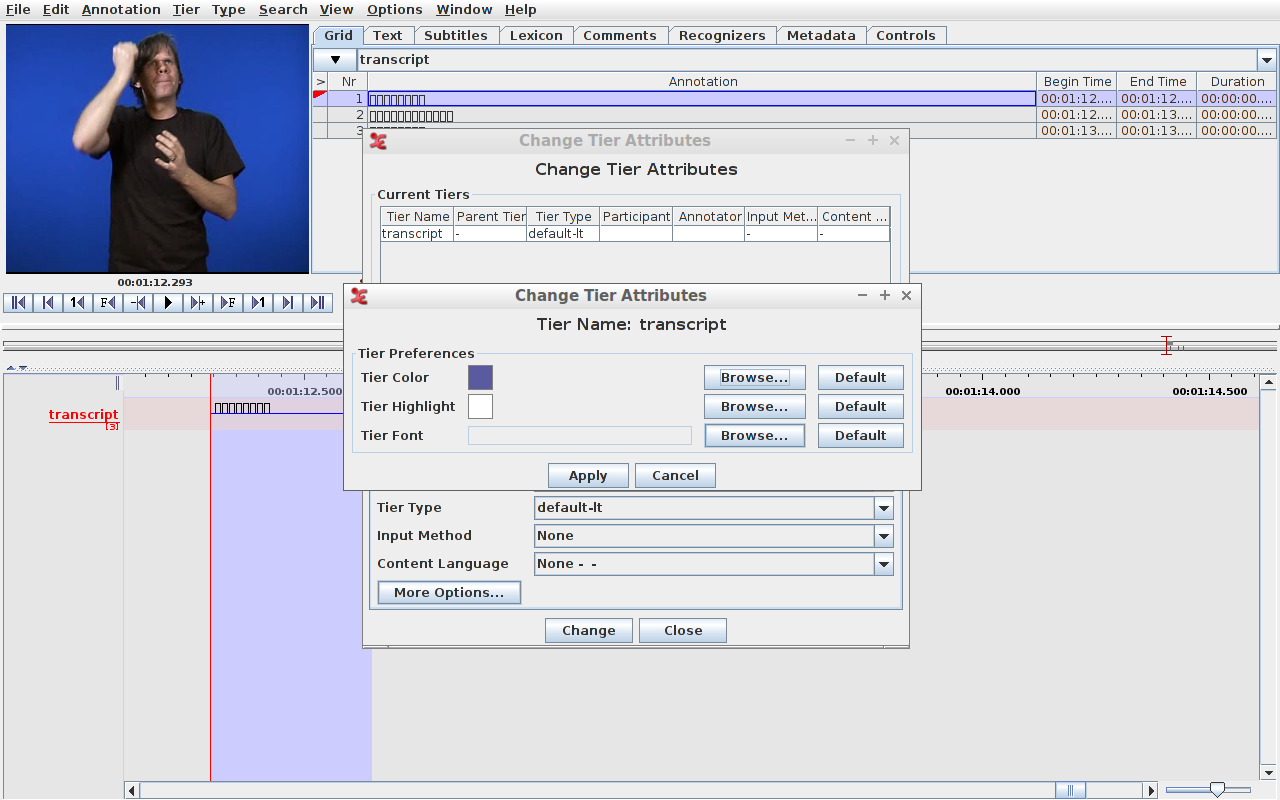 File Edit Annotation Tier Type Search View Options Window Help
Grid Text Subtitles Lexicon Comments Recognizers Metadata Controls
transcript
> Nr Annotation Begin Time End Time Duration
1 00:01:12.... 00:01:12.... 00:00:00....
2 00:01:12.... 00:01:13.... 00:00:00....
3 00:01:13.... 00:01:13.... 00:00:00....
00:01:12.293
Change Tier Attributes
Change Tier Attributes
Current Tiers
Tier Name Parent Tier Tier Type Participant Annotator Input Met... Content ...
transcript - default-lt - -
Change Tier Attributes
Tier Name: transcript
Tier Preferences
Tier Color Browse... Default
Tier Highlight Browse... Default
Tier Font Browse... Default
Apply Cancel
Tier Type default-lt
Input Method None
Content Language None - -
More Options...
Change Close
00:01:12.500 00:01:14.000 00:01:14.500
transcript
[3]